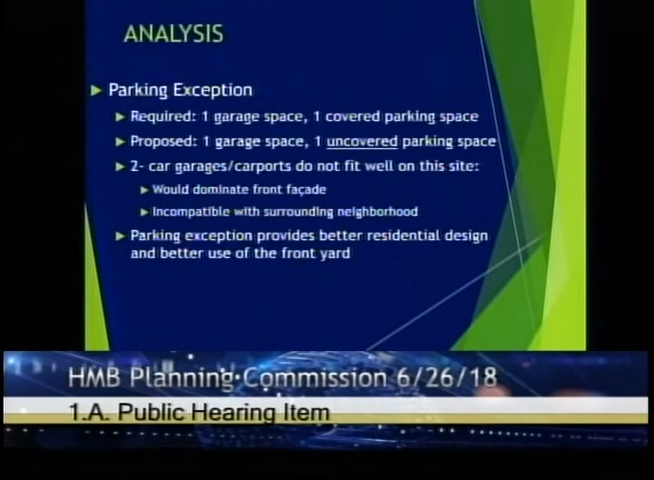 ANALYSIS
Parking Exception
Required: 1 garage space, 1 covered parking space
Proposed: 1 garage space, 1 uncovered parking space
2- car garages/carports do not fit well on this site:
Would dominate front façade
Incompatible with surrounding neighborhood
Parking exception provides better residential design
and better use of the front yard
HMB Planning Commission 6/26/18
1.A. Public Hearing Item